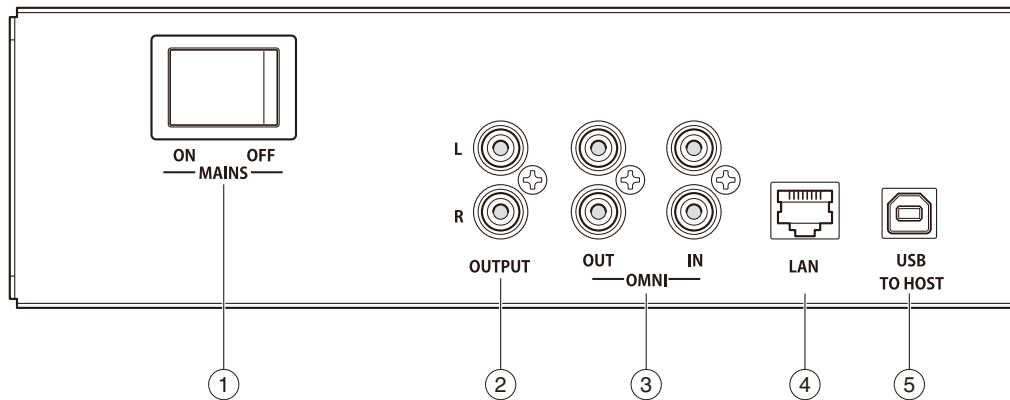 ON OFF
MAINS
L
R
OUTPUT
OUT IN
OMNI
LAN
USB
TO HOST
1 2 3 4 5